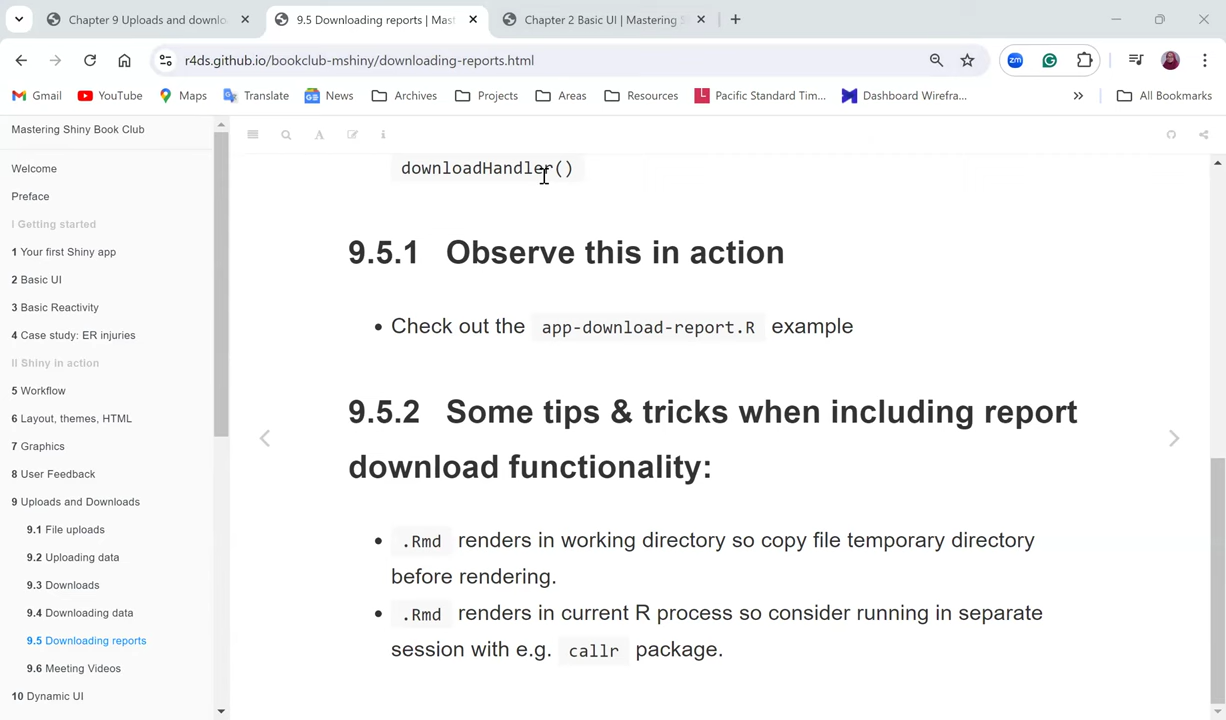 Chapter 9 Uploads and downlo
9.5 Downloading reports | Mast
Chapter 2 Basic UI | Mastering S
r4ds.github.io/bookclub-mshiny/downloading-reports.html
zm
Gmail
YouTube
Maps
Translate
News
Archives
Projects
Areas
Resources
Pacific Standard Tim...
Dashboard Wirefra...
All Bookmarks
Mastering Shiny Book Club
Welcome
Preface
I Getting started
1 Your first Shiny app
2 Basic UI
3 Basic Reactivity
4 Case study: ER injuries
II Shiny in action
5 Workflow
6 Layout, themes, HTML
7 Graphics
8 User Feedback
9 Uploads and Downloads
9.1 File uploads
9.2 Uploading data
9.3 Downloads
9.4 Downloading data
9.5 Downloading reports
9.6 Meeting Videos
10 Dynamic UI
downloadHandler()
9.5.1 Observe this in action
• Check out the app-download-report.R example
9.5.2 Some tips & tricks when including report
download functionality:
• .Rmd renders in working directory so copy file temporary directory
before rendering.
• .Rmd renders in current R process so consider running in separate
session with e.g. callr package.